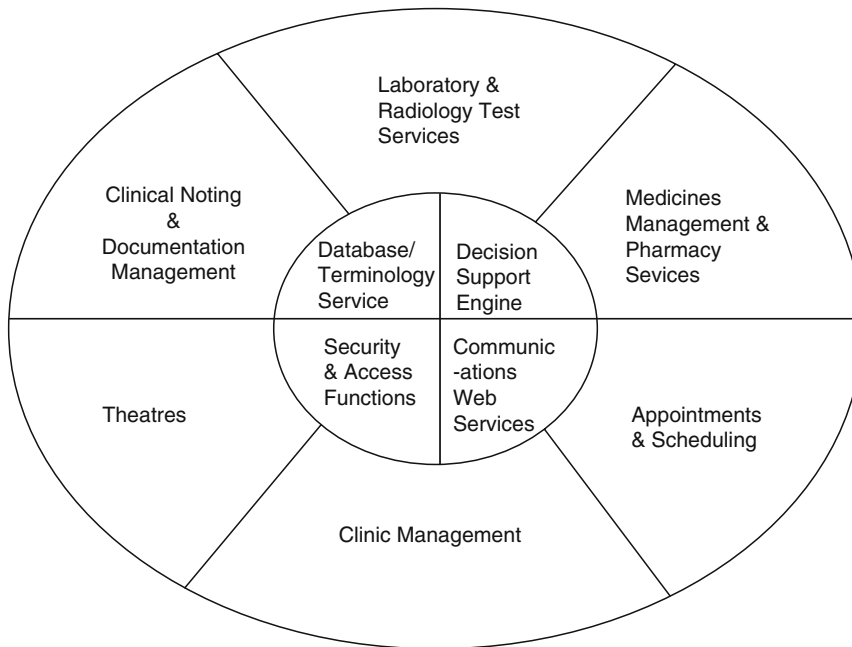 Laboratory &
Radiology Test
Services
Clinical Noting
&
Documentation
Management
Medicines
Management &
Pharmacy
Sevices
Database/
Terminology
Service
Decision
Support
Engine
Security
& Access
Functions
Communic
-ations
Web
Services
Theatres
Appointments
& Scheduling
Clinic Management